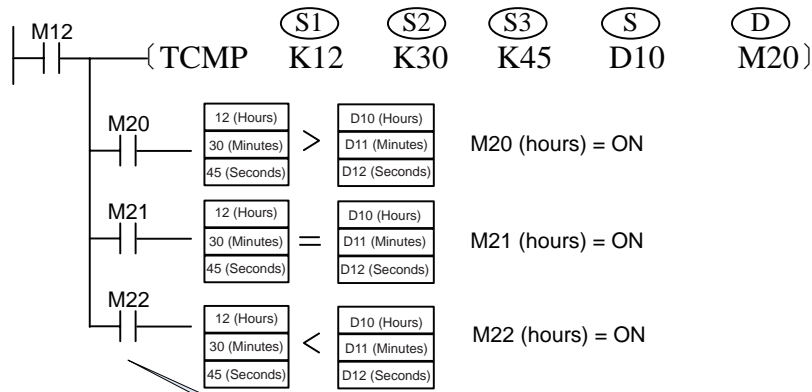 S1 S2 S3 S D
M12
TCMP K12 K30 K45 D10 M20
M20
12 (Hours)
30 (Minutes)
45 (Seconds)
>
D10 (Hours)
D11 (Minutes)
D12 (Seconds)
M20 (hours) = ON
M21
12 (Hours)
30 (Minutes)
45 (Seconds)
=
D10 (Hours)
D11 (Minutes)
D12 (Seconds)
M21 (hours) = ON
M22
12 (Hours)
30 (Minutes)
45 (Seconds)
<
D10 (Hours)
D11 (Minutes)
D12 (Seconds)
M22 (hours) = ON